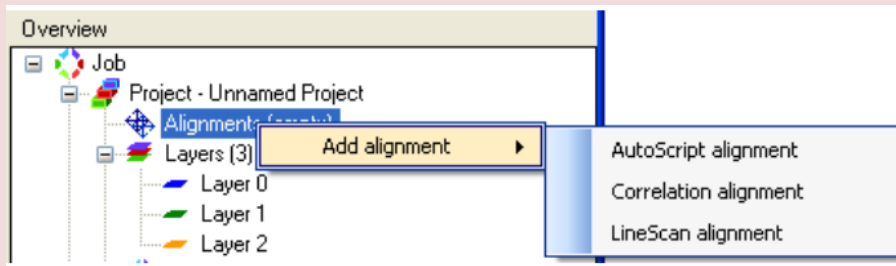 Overview
Job
Project - Unnamed Project
Alignments (empty)
Layers (3)
Add alignment
AutoScript alignment
Layer 0
Correlation alignment
Layer 1
LineScan alignment
Layer 2